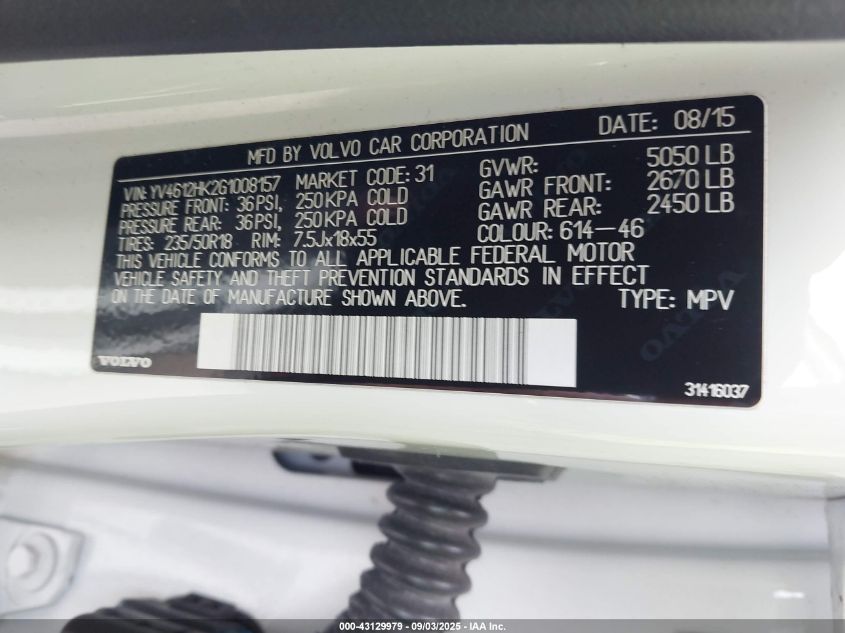 MFD BY VOLVO CAR CORPORATION DATE: 08/15
VIN: YV4612HK261008157 MARKET CODE: 31 GVWR: 5050 LB
PRESSURE FRONT: 36PSI, 250KPA COLD GAWR FRONT: 2670 LB
PRESSURE REAR: 36PSI, 250KPA COLD GAWR REAR: 2450 LB
TIRES: 235/50R18 RIM: 7.5Jx18x55 COLOUR: 614-46
THIS VEHICLE CONFORMS TO ALL APPLICABLE FEDERAL MOTOR
VEHICLE SAFETY AND THEFT PREVENTION STANDARDS IN EFFECT
ON THE DATE OF MANUFACTURE SHOWN ABOVE. TYPE: MPV
VOLVO
31416037
000-43129979 - 09/03/2025 - IAA Inc.